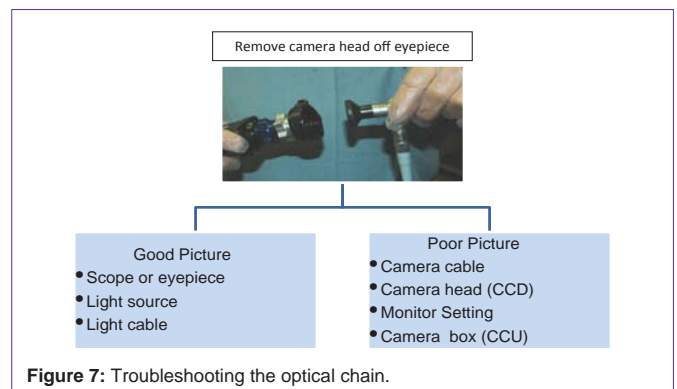 Remove camera head off eyepiece
Good Picture
• Scope or eyepiece
• Light source
• Light cable
Poor Picture
• Camera cable
• Camera head (CCD)
• Monitor Setting
• Camera box (CCU)
Figure 7: Troubleshooting the optical chain.